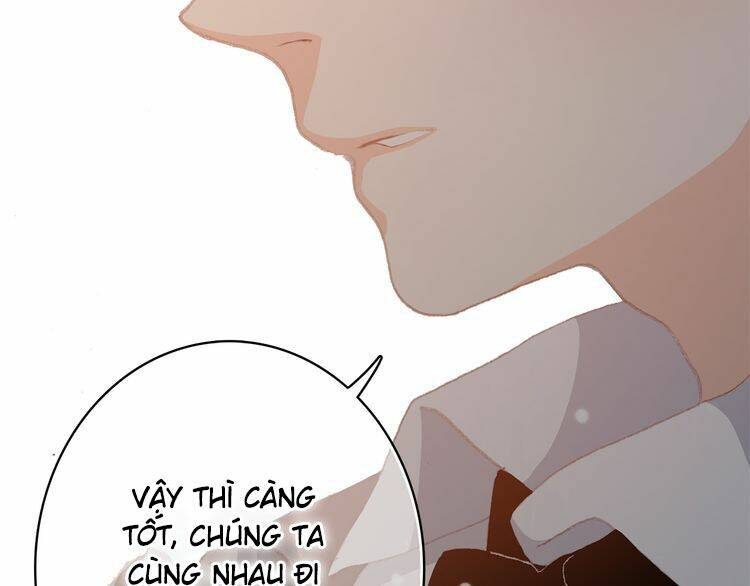 VẬY THÌ CÀNG
TỐT, CHÚNG TA
CÙNG NHAU ĐI